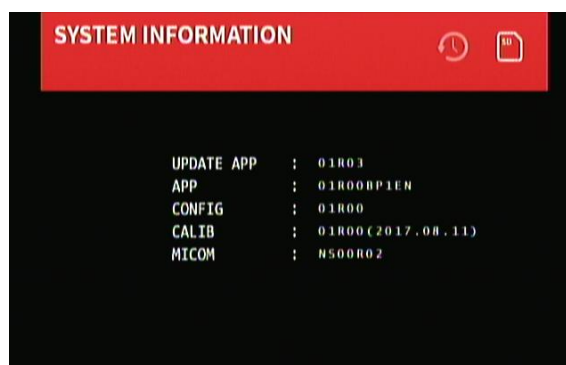 SYSTEM INFORMATION
SD
UPDATE APP : 01R03
APP : 01R00BP1EN
CONFIG : 01R00
CALIB : 01R00(2017.08.11)
MICOM : NS00R02